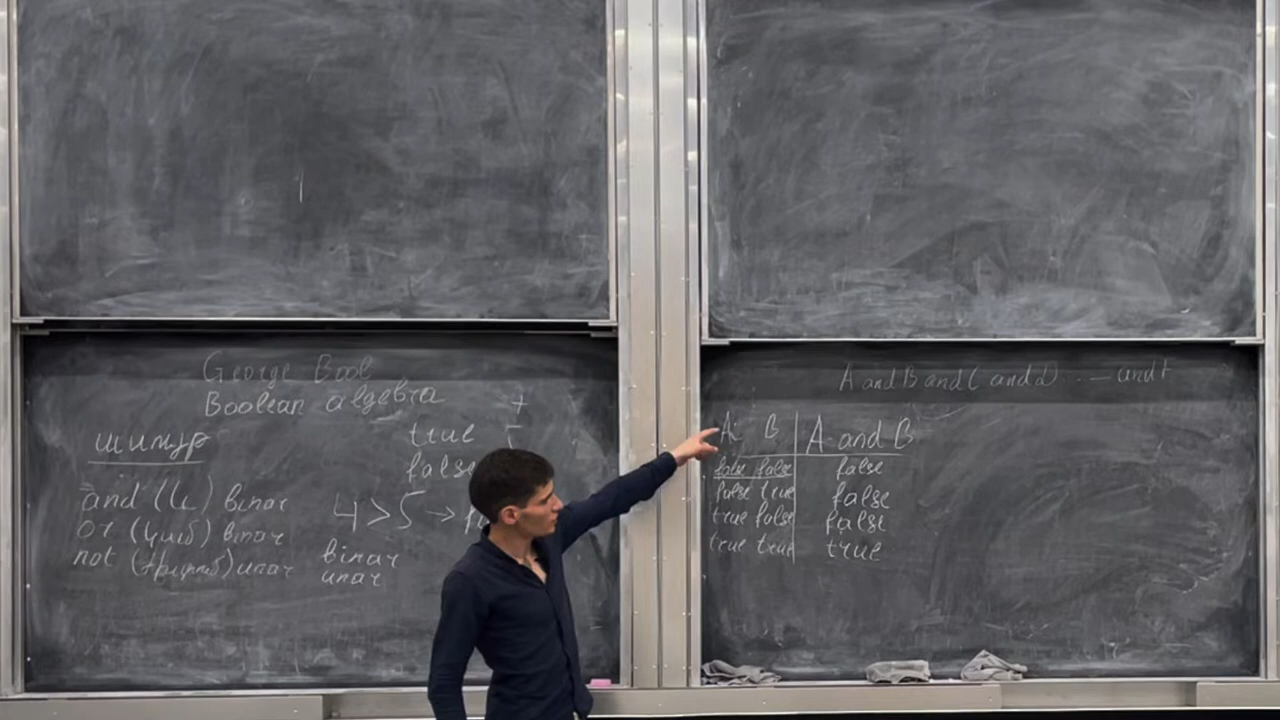 George Bool
Boolean algebra
true
false
and (և) binar
or (կամ) binar
not unar
4 > 5 →
binar
unar
A and B and C and d) ... — and
A B A and B
false false false
false true false
true false false
true true true